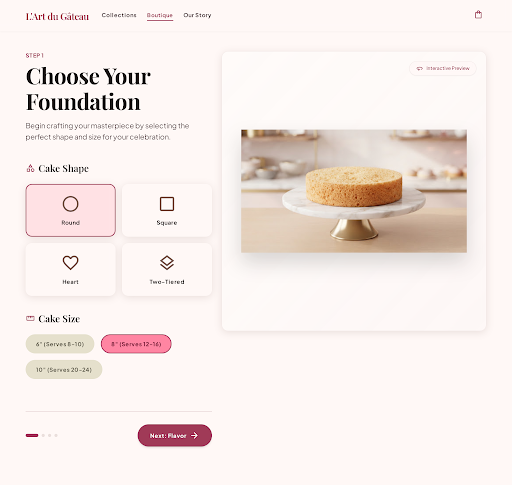 L'Art du Gâteau
Collections
Boutique
Our Story
STEP 1
Choose Your
Foundation
Begin crafting your masterpiece by selecting the
perfect shape and size for your celebration.
Cake Shape
Round
Square
Heart
Two-Tiered
Cake Size
6" (Serves 8-10)
8" (Serves 12-16)
10" (Serves 20-24)
Next: Flavor
Interactive Preview